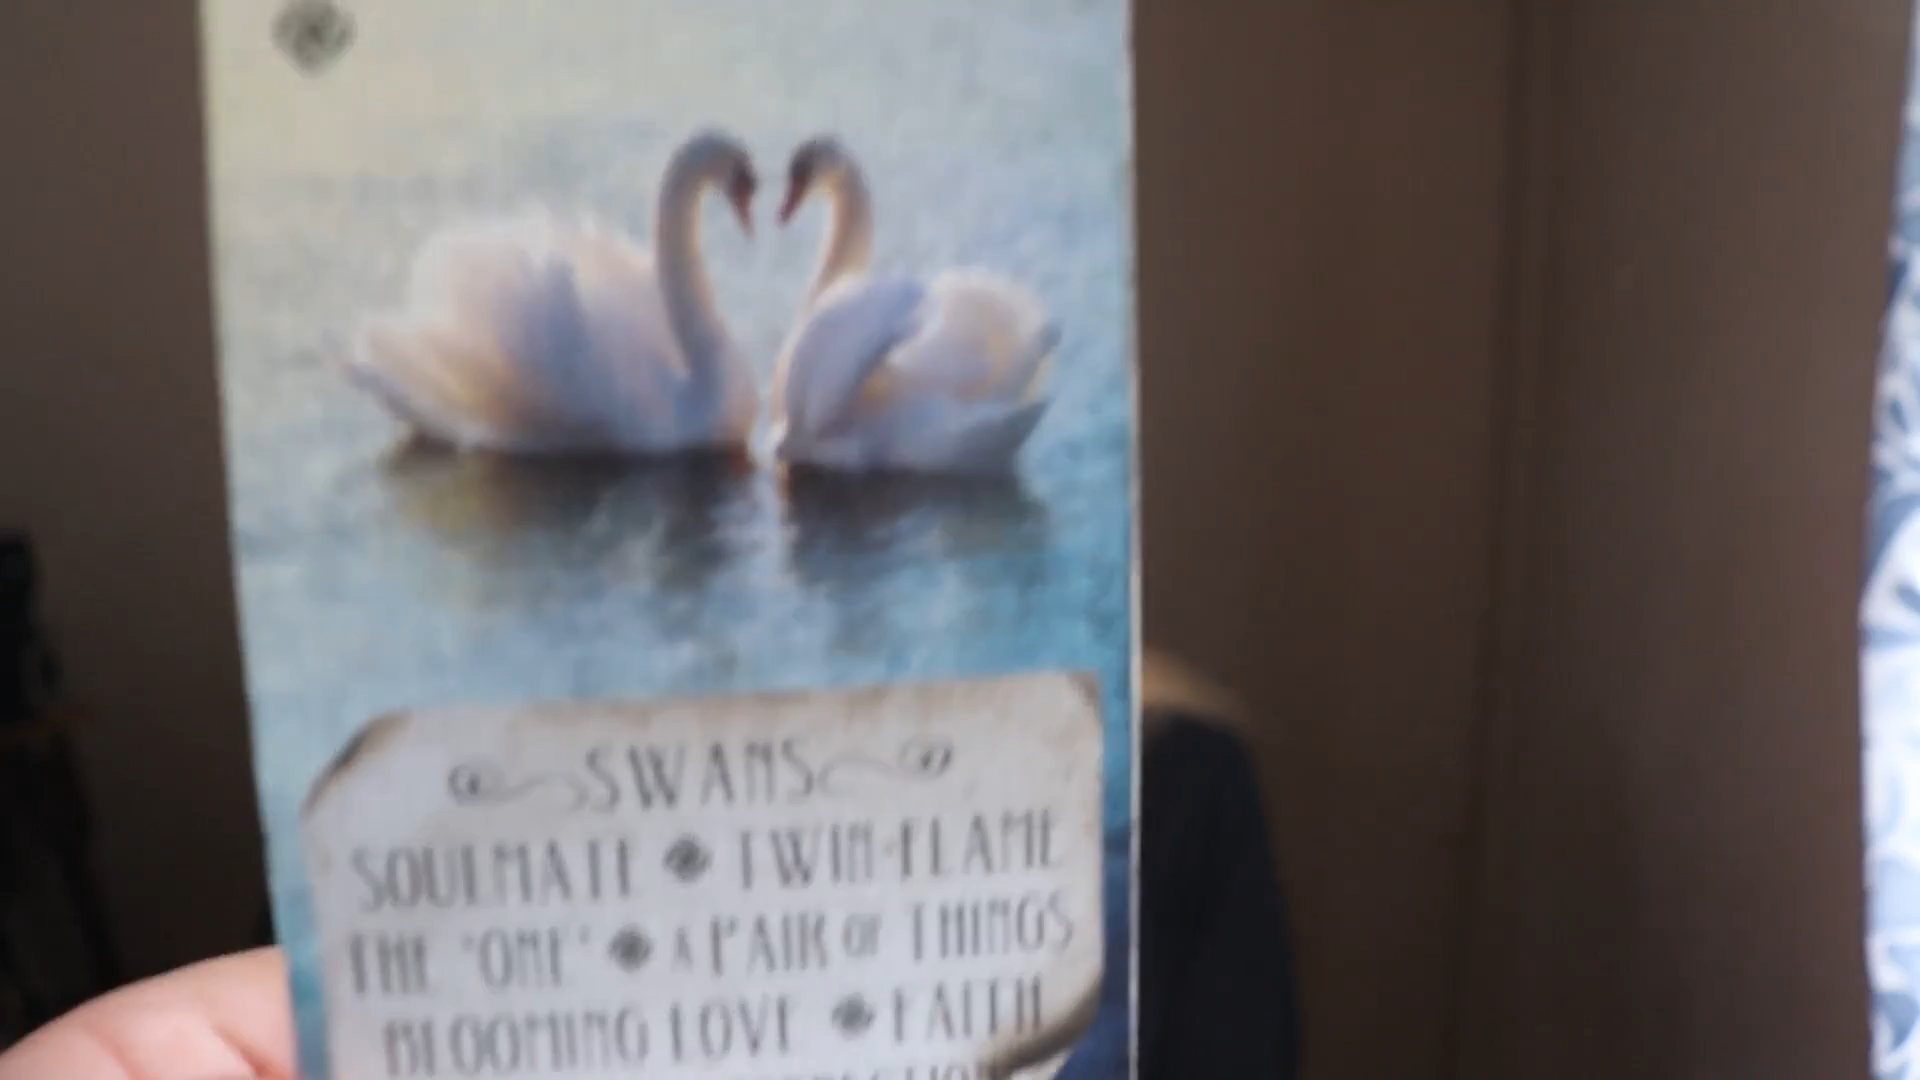 SWANS
SOULMATE TWIN-FLAME
THE "ONE" A PAIR OF THINGS
BLOOMING LOVE FAITH